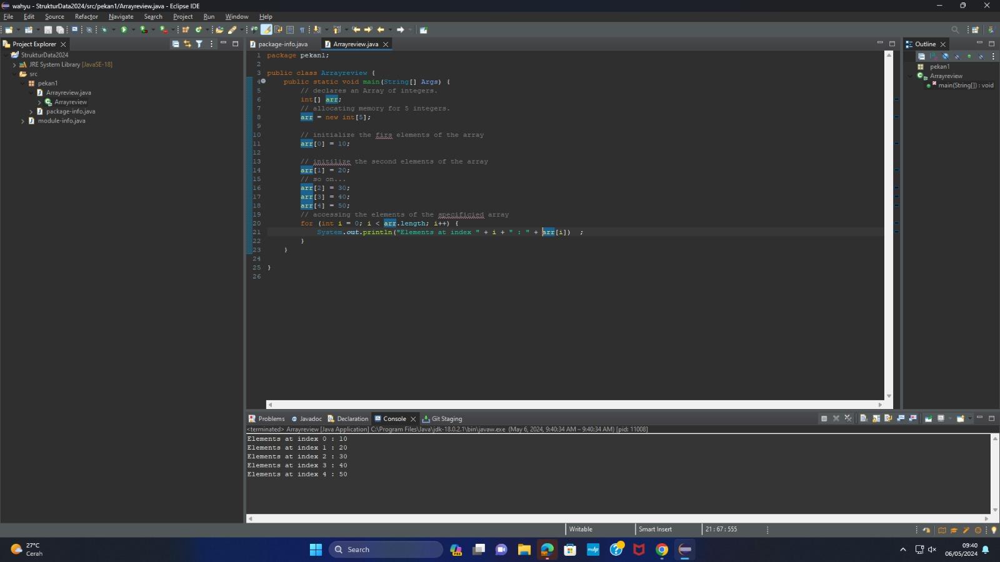 wahyu - StrukturData2024/src/pekan1/Arrayreview.java - Eclipse IDE
File Edit Source Refactor Navigate Search Project Run Window Help
Project Explorer
StrukturData2024
JRE System Library [JavaSE-18]
src
pekan1
Arrayreview.java
Arrayreview
package-info.java
module-info.java
package-info.java Arrayreview.java
1 package pekan1;
2
3 public class Arrayreview {
4 public static void main(String[] Args) {
5 // declares an Array of integers.
6 int[] arr;
7 // allocating memory for 5 integers.
8 arr = new int[5];
9
10 // initialize the firs elements of the array
11 arr[0] = 10;
12
13 // initilize the second elements of the array
14 arr[1] = 20;
15 // so on...
16 arr[2] = 30;
17 arr[3] = 40;
18 arr[4] = 50;
19 // accessing the elements of the specificied array
20 for (int i = 0; i < arr.length; i++) {
21 System.out.println("Elements at index " + i + " : " + arr[i]) ;
22 }
23 }
24
25 }
26
Outline
pekan1
Arrayreview
main(String[]) : void
Problems Javadoc Declaration Console Git Staging
<terminated> Arrayreview [Java Application] C:\Program Files\Java\jdk-18.0.2.1\bin\javaw.exe (May 6, 2024, 9:40:34 AM – 9:40:34 AM) [pid: 11008]
Elements at index 0 : 10
Elements at index 1 : 20
Elements at index 2 : 30
Elements at index 3 : 40
Elements at index 4 : 50
Writable Smart Insert 21 : 67 : 555
27°C
Cerah
Search
PRE
09:40
06/05/2024